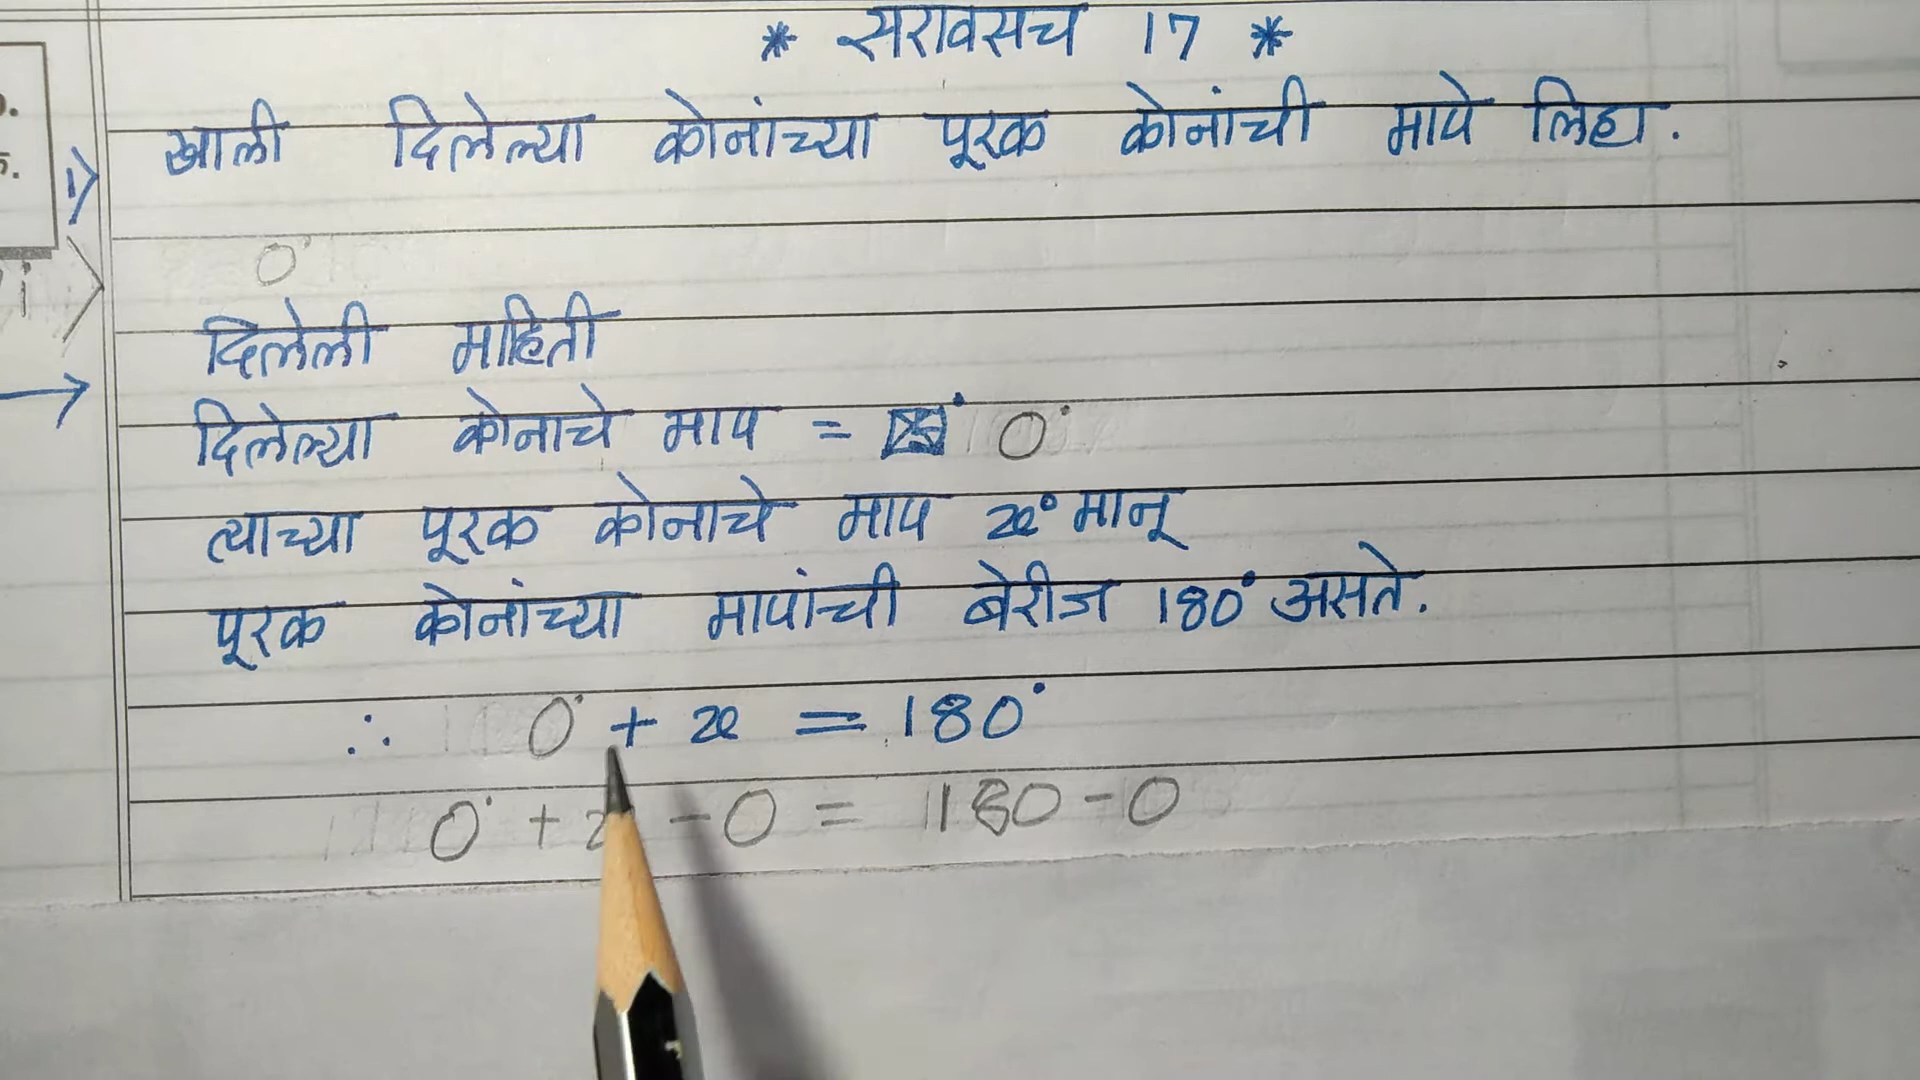 * सरावसंच 17 *
1) खाली दिलेल्या कोनांच्या पूरक कोनांची मापे लिहा.
i) 0°
दिलेली माहिती
→ दिलेल्या कोनाचे माप = 0°
त्याच्या पूरक कोनाचे माप x° मानू
पूरक कोनांच्या मापांची बेरीज 180° असते.
∴ 0° + x = 180°
0° + x - 0 = 180 - 0